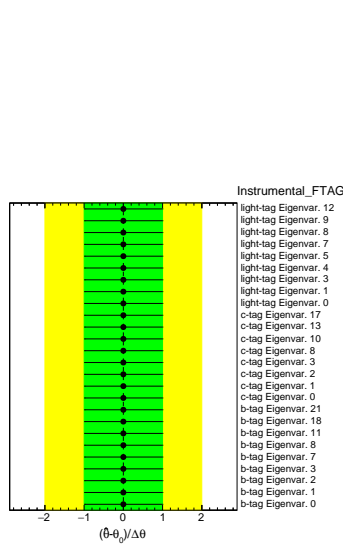 Instrumental_FTAG
light-tag Eigenvar. 12
light-tag Eigenvar. 9
light-tag Eigenvar. 8
light-tag Eigenvar. 7
light-tag Eigenvar. 5
light-tag Eigenvar. 4
light-tag Eigenvar. 3
light-tag Eigenvar. 1
light-tag Eigenvar. 0
c-tag Eigenvar. 17
c-tag Eigenvar. 13
c-tag Eigenvar. 10
c-tag Eigenvar. 8
c-tag Eigenvar. 3
c-tag Eigenvar. 2
c-tag Eigenvar. 1
c-tag Eigenvar. 0
b-tag Eigenvar. 21
b-tag Eigenvar. 18
b-tag Eigenvar. 11
b-tag Eigenvar. 8
b-tag Eigenvar. 7
b-tag Eigenvar. 3
b-tag Eigenvar. 2
b-tag Eigenvar. 1
b-tag Eigenvar. 0
−2 −1 0 1 2
(θ̂-θ₀)/Δθ